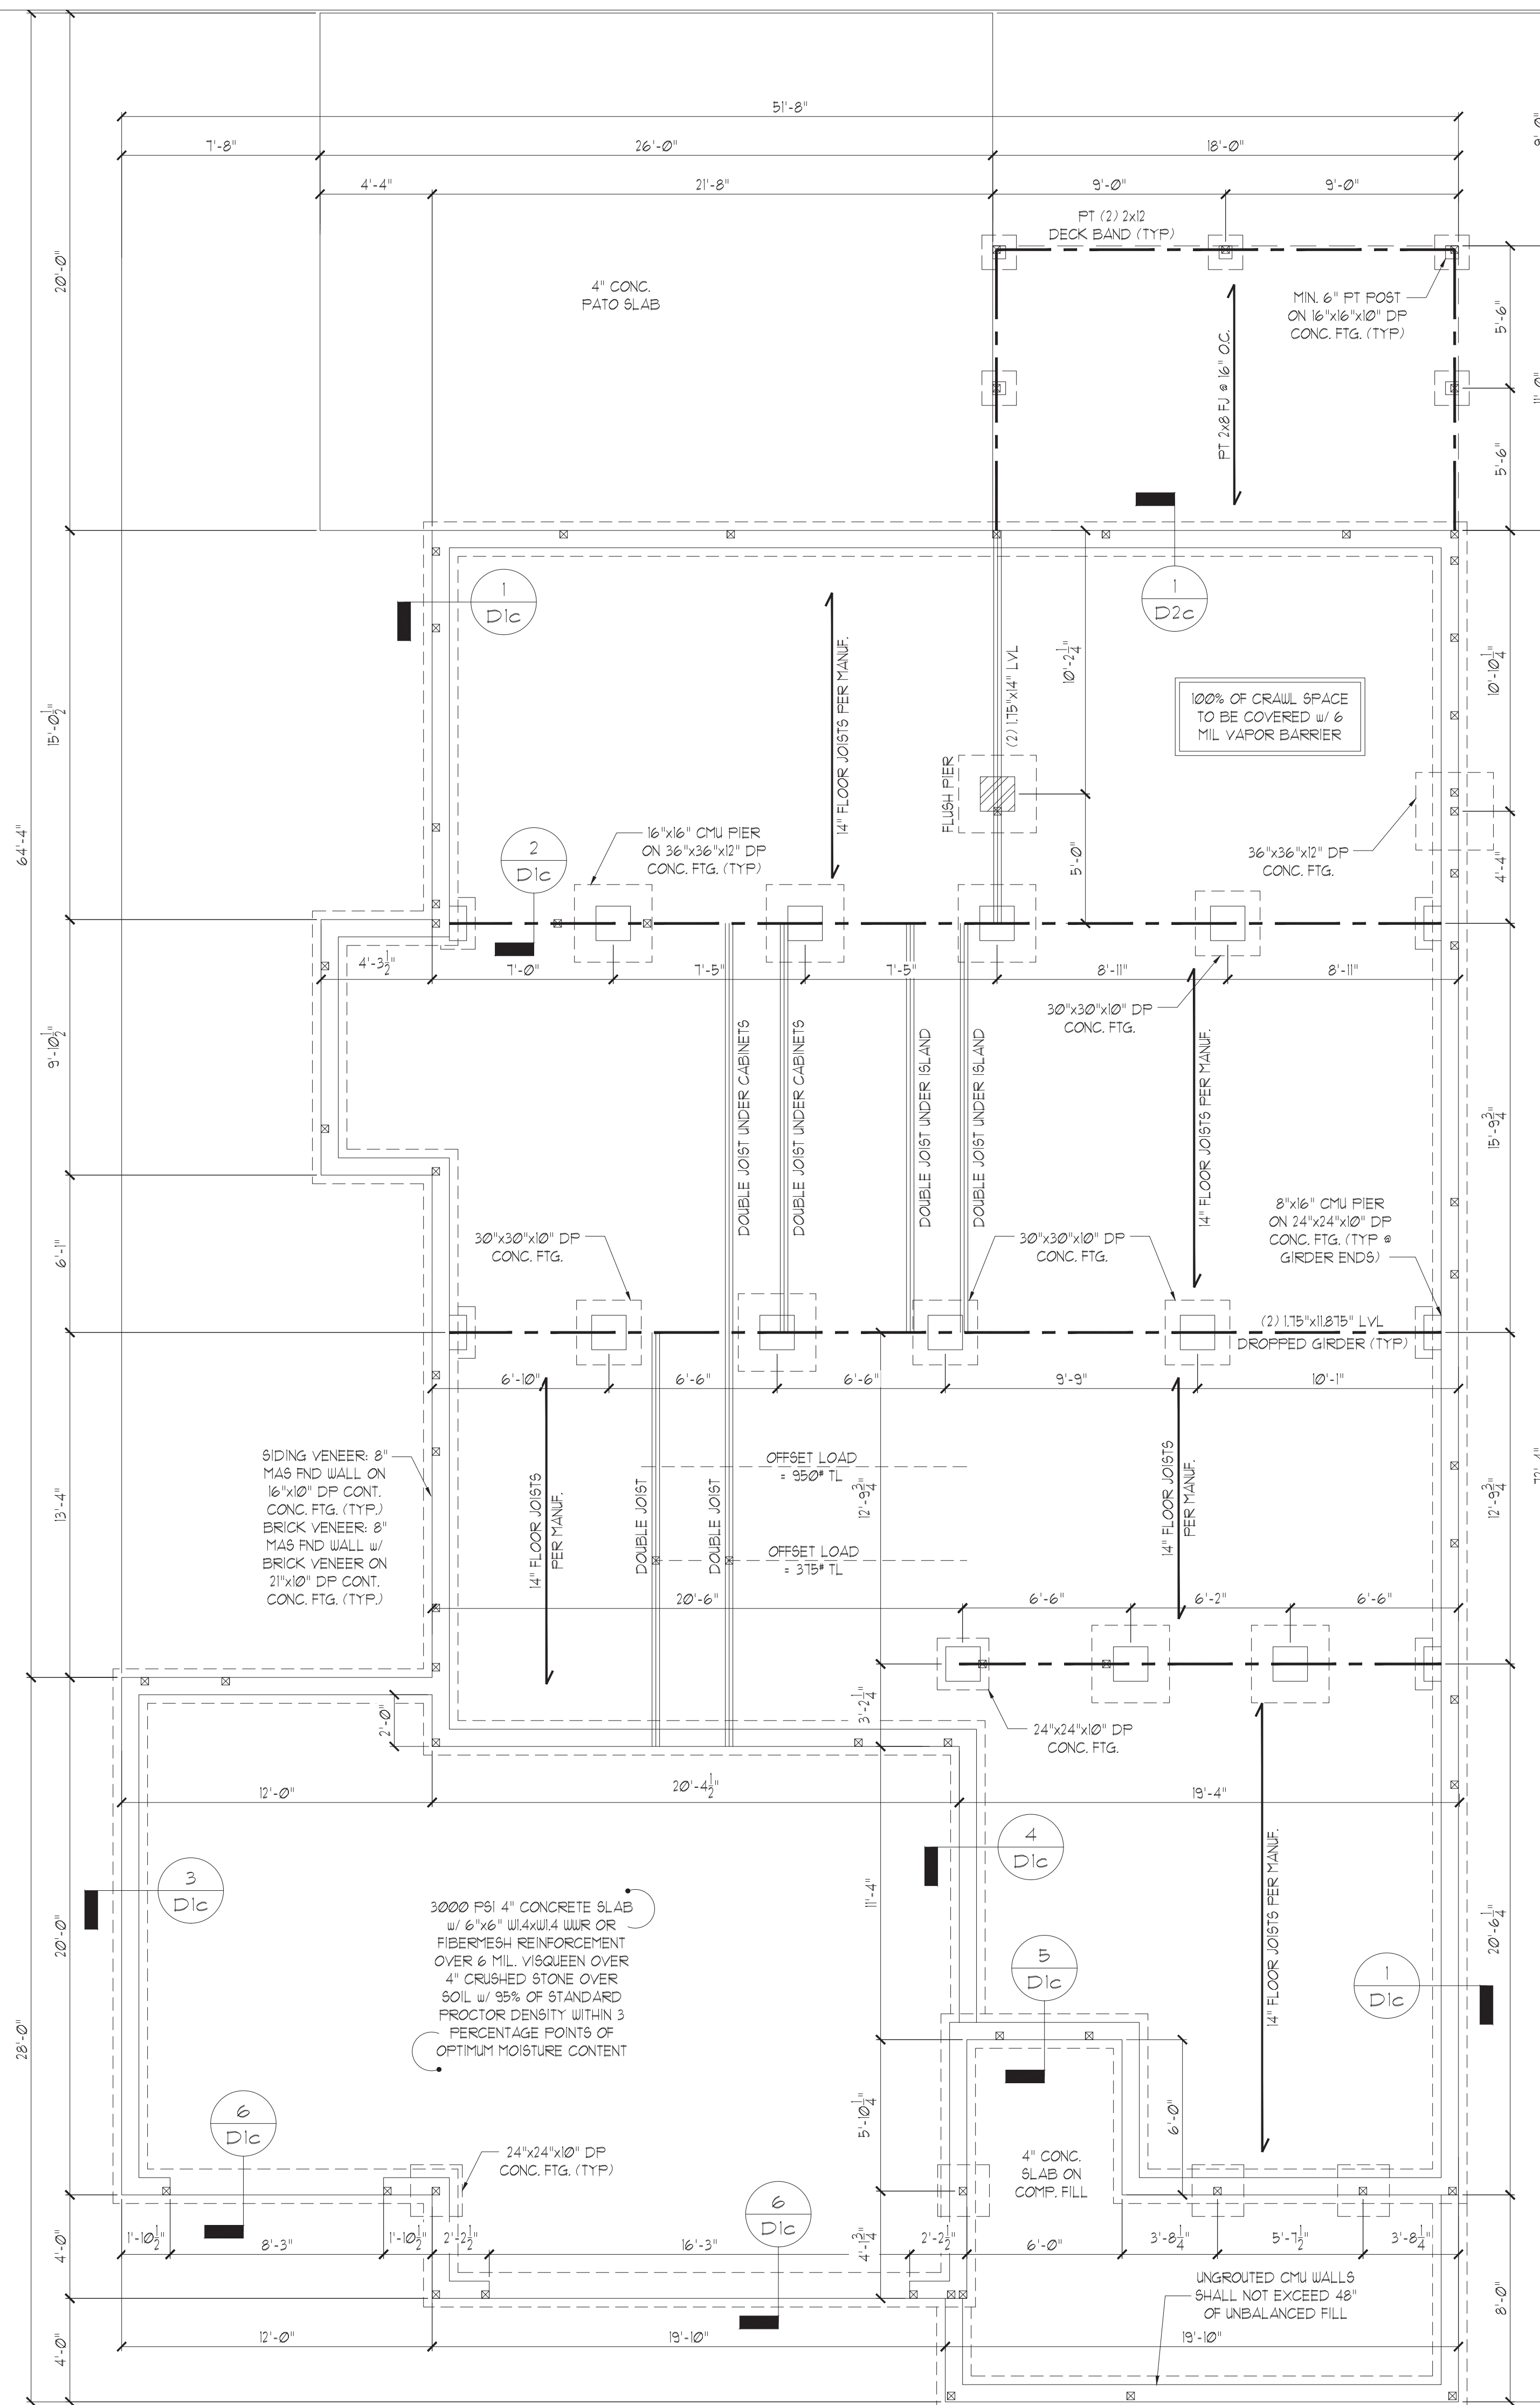 51'-8"
7'-8"
26'-0"
18'-0"
4'-4"
21'-8"
9'-0"
9'-0"
PT (2) 2x12
DECK BAND (TYP)
20'-0"
4" CONC.
PATO SLAB
MIN. 6" PT POST
ON 16"x16"x10" DP
CONC. FTG. (TYP)
5'-6"
11'-0"
PT 2x8 FJ @ 16" O.C.
5'-6"
1
D1c
1
D2c
14" FLOOR JOISTS PER MANUF.
(2) 1.75"x14" LVL
10'-2 1/4"
10'-10 1/4"
100% OF CRAWL SPACE
TO BE COVERED w/ 6
MIL VAPOR BARRIER
15'-0 1/2"
FLUSH PIER
64'-4"
2
D1c
16"x16" CMU PIER
ON 36"x36"x12" DP
CONC. FTG. (TYP)
5'-0"
36"x36"x12" DP
CONC. FTG.
4'-4"
4'-3 1/2"
7'-0"
7'-5"
7'-5"
8'-11"
8'-11"
30"x30"x10" DP
CONC. FTG.
9'-10 1/2"
DOUBLE JOIST UNDER CABINETS
DOUBLE JOIST UNDER CABINETS
DOUBLE JOIST UNDER ISLAND
DOUBLE JOIST UNDER ISLAND
14" FLOOR JOISTS PER MANUF.
15'-9 3/4"
6'-1"
30"x30"x10" DP
CONC. FTG.
30"x30"x10" DP
CONC. FTG.
8"x16" CMU PIER
ON 24"x24"x10" DP
CONC. FTG. (TYP @
GIRDER ENDS)
(2) 1.75"x11.875" LVL
DROPPED GIRDER (TYP)
6'-10"
6'-6"
6'-6"
9'-9"
10'-1"
SIDING VENEER: 8"
MAS FND WALL ON
16"x10" DP CONT.
CONC. FTG. (TYP.)
BRICK VENEER: 8"
MAS FND WALL w/
BRICK VENEER ON
21"x10" DP CONT.
CONC. FTG. (TYP.)
13'-4"
14" FLOOR JOISTS
PER MANUF.
DOUBLE JOIST
DOUBLE JOIST
OFFSET LOAD
= 950# TL
OFFSET LOAD
= 375# TL
12'-9 3/4"
14" FLOOR JOISTS
PER MANUF.
12'-9 3/4"
72'-4"
20'-6"
6'-6"
6'-2"
6'-6"
2'-0"
3'-2 1/4"
24"x24"x10" DP
CONC. FTG.
12'-0"
20'-4 1/2"
19'-4"
3
D1c
4
D1c
3000 PSI 4" CONCRETE SLAB
w/ 6"x6" W1.4xW1.4 WWR OR
FIBERMESH REINFORCEMENT
OVER 6 MIL. VISQUEEN OVER
4" CRUSHED STONE OVER
SOIL w/ 95% OF STANDARD
PROCTOR DENSITY WITHIN 3
PERCENTAGE POINTS OF
OPTIMUM MOISTURE CONTENT
20'-0"
28'-0"
11'-4"
5
D1c
14" FLOOR JOISTS PER MANUF.
1
D1c
20'-6 1/4"
6
D1c
24"x24"x10" DP
CONC. FTG. (TYP)
5'-10 1/4"
6'-0"
4" CONC.
SLAB ON
COMP. FILL
6
D1c
4'-0"
1'-10 1/2"
8'-3"
1'-10 1/2"
2'-2 1/2"
16'-3"
4'-1 3/4"
2'-2 1/2"
6'-0"
3'-8 1/4"
5'-7 1/2"
3'-8 1/4"
UNGROUTED CMU WALLS
SHALL NOT EXCEED 48"
OF UNBALANCED FILL
8'-0"
4'-0"
12'-0"
19'-10"
19'-10"